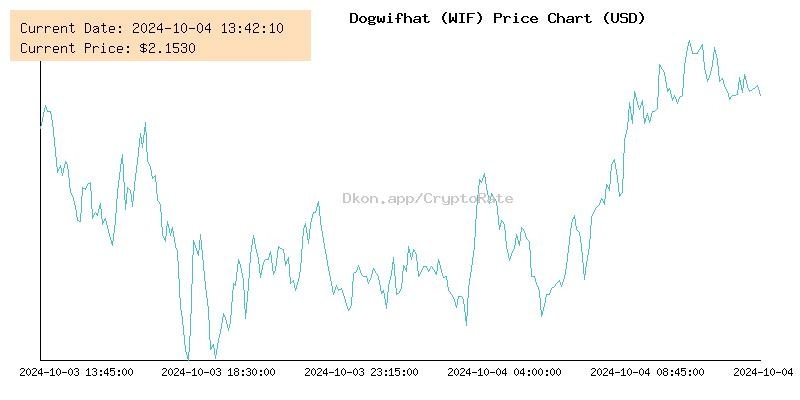 Dogwifhat (WIF) Price Chart (USD)
Current Date: 2024-10-04 13:42:10
Current Price: $2.1530
Dkon.app/CryptoRate
2024-10-03 13:45:00 2024-10-03 18:30:00 2024-10-03 23:15:00 2024-10-04 04:00:00 2024-10-04 08:45:00 2024-10-04